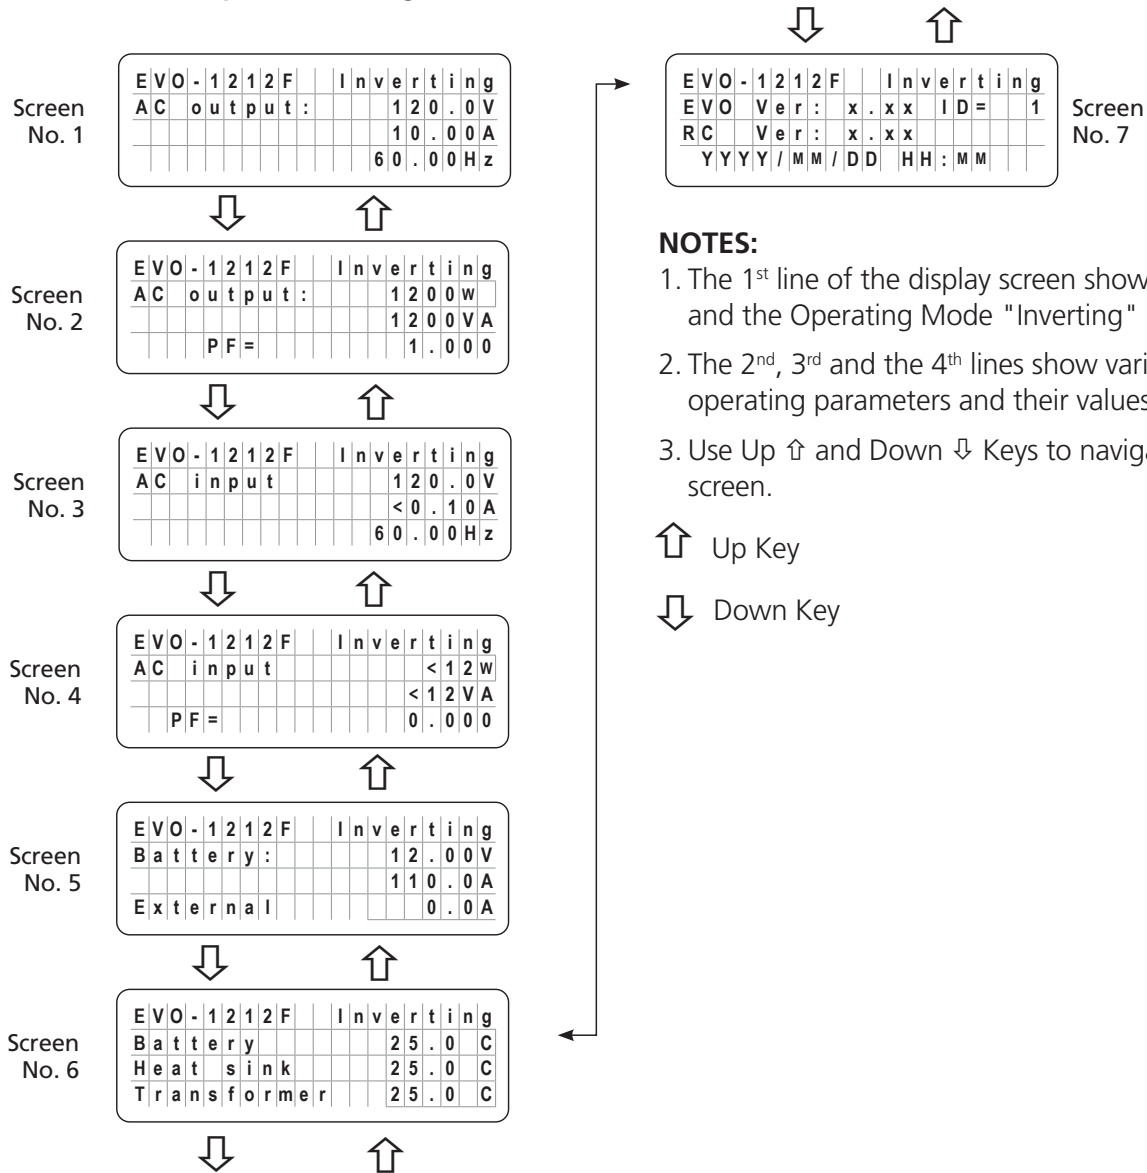 Screen No. 1
EVO-1212F Inverting
AC output: 120.0V
10.00A
60.00Hz
Screen No. 2
EVO-1212F Inverting
AC output: 1200W
1200VA
PF= 1.000
Screen No. 3
EVO-1212F Inverting
AC input 120.0V
<0.10A
60.00Hz
Screen No. 4
EVO-1212F Inverting
AC input <12W
<12VA
PF= 0.000
Screen No. 5
EVO-1212F Inverting
Battery: 12.00V
110.0A
External 0.0A
Screen No. 6
EVO-1212F Inverting
Battery 25.0 C
Heat sink 25.0 C
Transformer 25.0 C
EVO-1212F Inverting
EVO Ver: x.xx ID= 1
RC Ver: x.xx
YYYY/MM/DD HH:MM
Screen No. 7
NOTES:
1. The 1st line of the display screen show
and the Operating Mode "Inverting"
2. The 2nd, 3rd and the 4th lines show vari
operating parameters and their values
3. Use Up ⇧ and Down ⇩ Keys to naviga
screen.
⇧ Up Key
⇩ Down Key